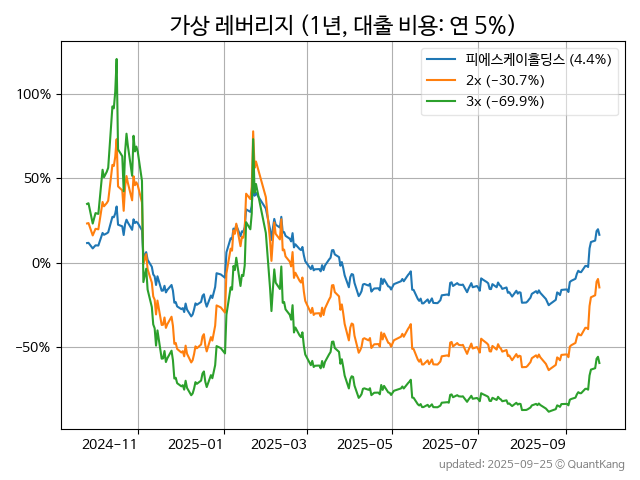 가상 레버리지 (1년, 대출 비용: 연 5%)
피에스케이홀딩스 (4.4%)
2x (−30.7%)
3x (−69.9%)
100%
50%
0%
−50%
2024-11
2025-01
2025-03
2025-05
2025-07
2025-09
updated: 2025-09-25 © QuantKang